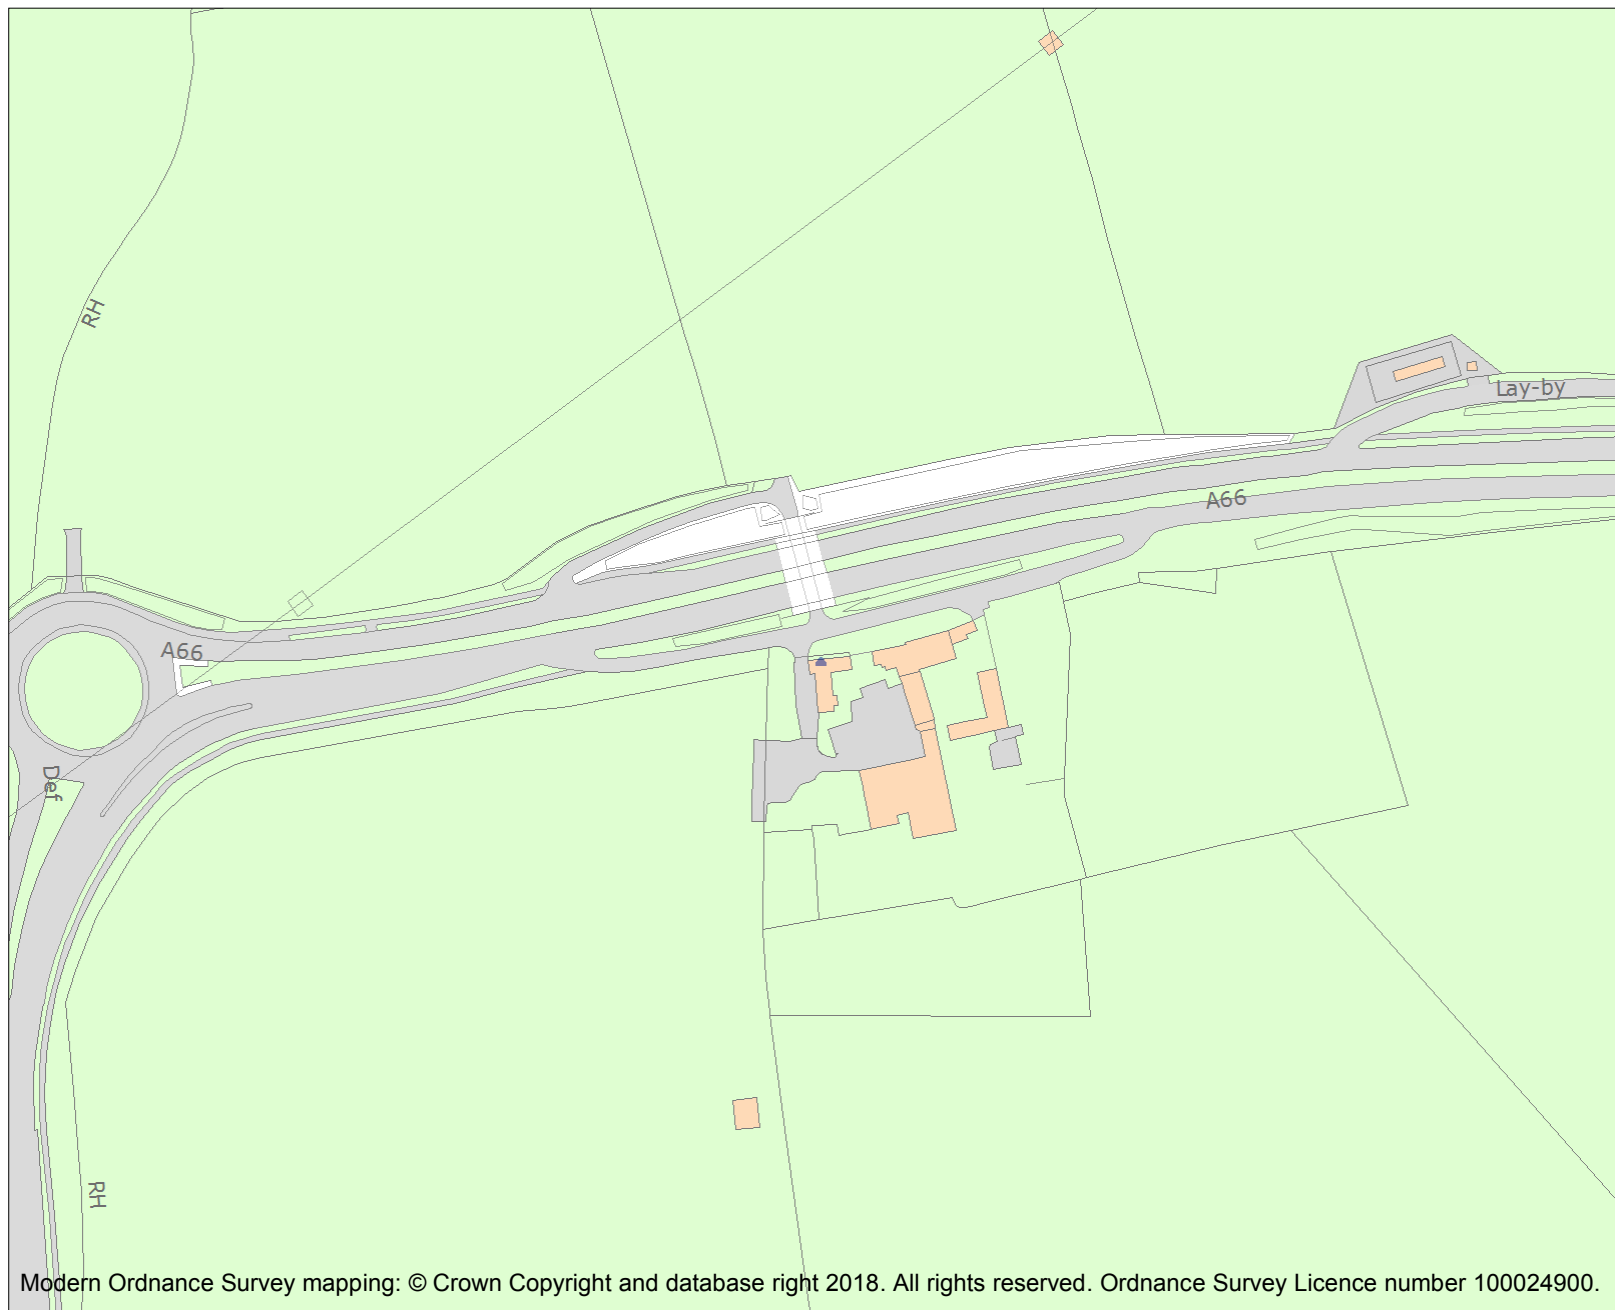 RH
Lay-by
A66
A66
Def
RH
Modern Ordnance Survey mapping: © Crown Copyright and database right 2018. All rights reserved. Ordnance Survey Licence number 100024900.